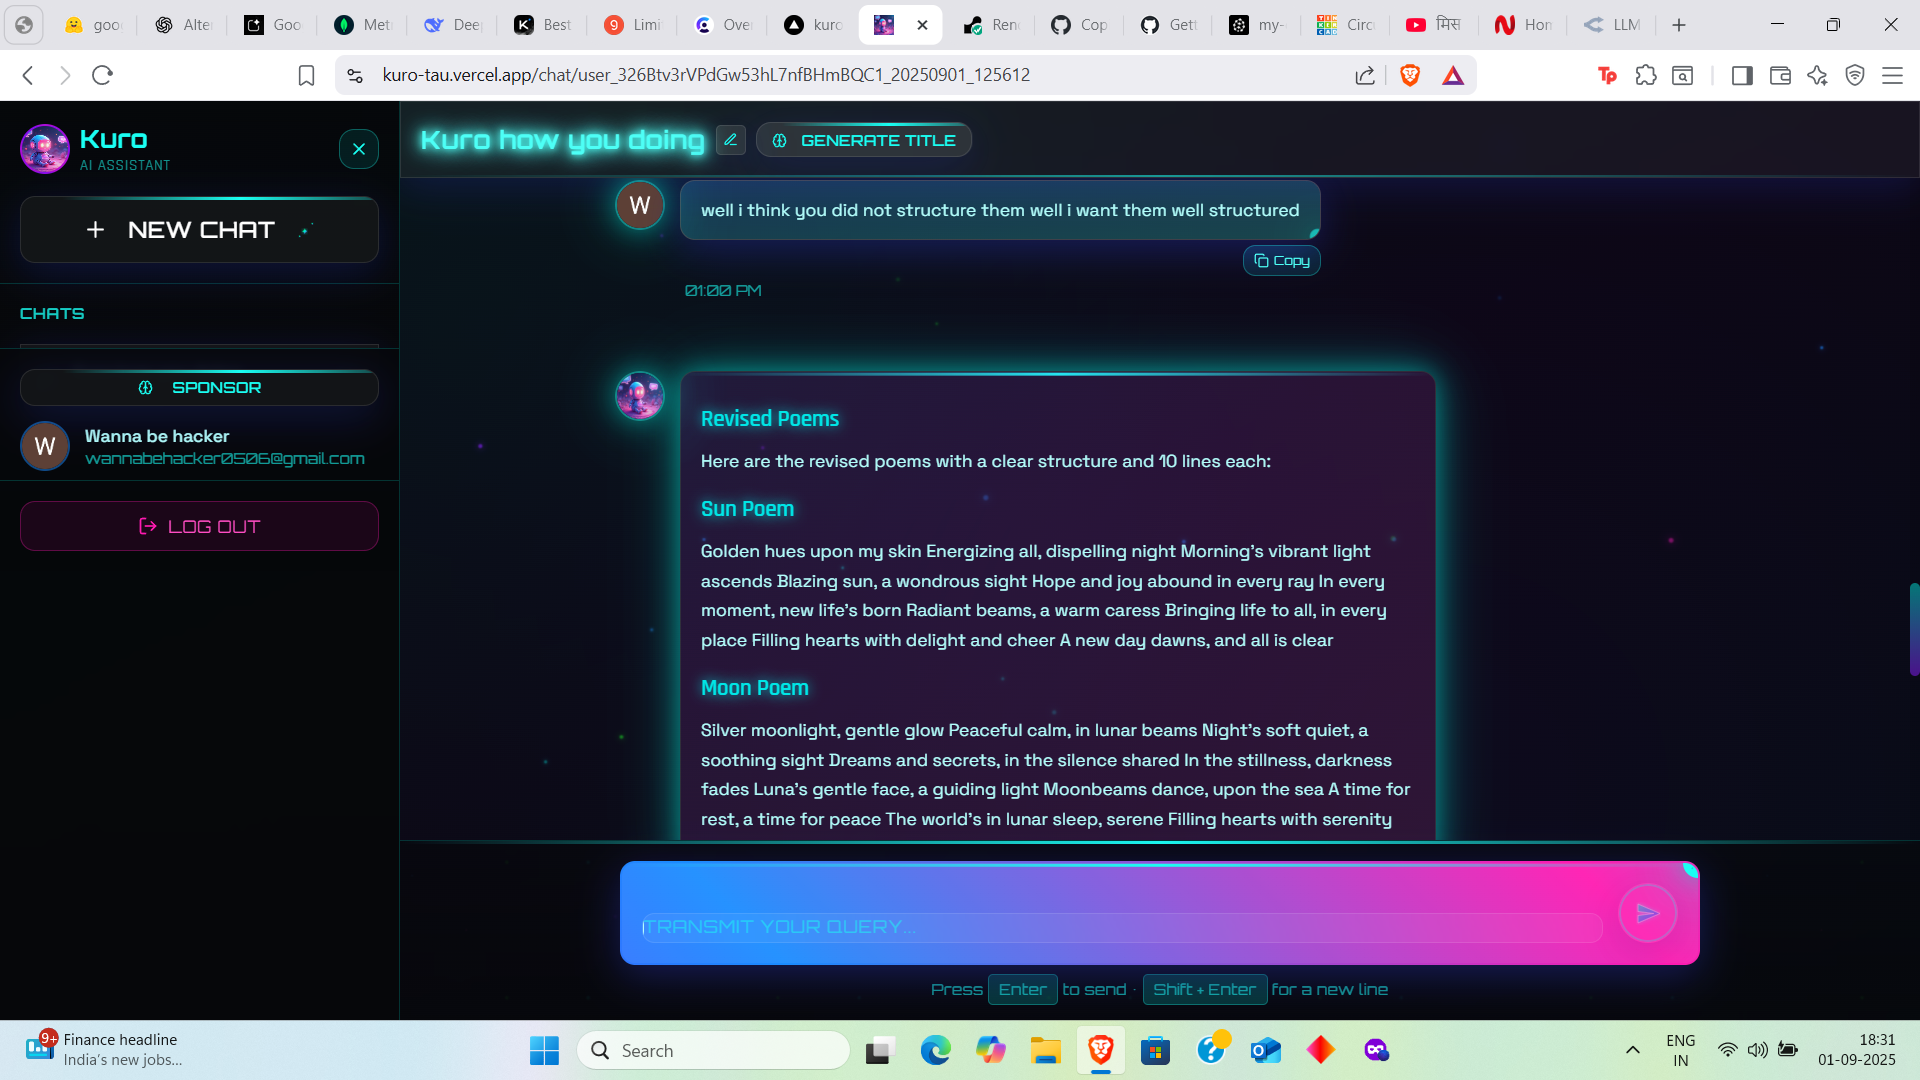 goo
Alte
Goo
Met
Deep
Best
Limi
Over
kuro
Ren
Cop
Gett
my-
Circ
मिस
Hon
LLM
kuro-tau.vercel.app/chat/user_326Btv3rVPdGw53hL7nfBHmBQC1_20250901_125612
Tp
Kuro
AI ASSISTANT
NEW CHAT
CHATS
SPONSOR
W
Wanna be hacker
wannabehacker0506@gmail.com
LOG OUT
Kuro how you doing
GENERATE TITLE
W
well i think you did not structure them well i want them well structured
Copy
01:00 PM
Revised Poems
Here are the revised poems with a clear structure and 10 lines each:
Sun Poem
Golden hues upon my skin Energizing all, dispelling night Morning's vibrant light
ascends Blazing sun, a wondrous sight Hope and joy abound in every ray In every
moment, new life's born Radiant beams, a warm caress Bringing life to all, in every
place Filling hearts with delight and cheer A new day dawns, and all is clear
Moon Poem
Silver moonlight, gentle glow Peaceful calm, in lunar beams Night's soft quiet, a
soothing sight Dreams and secrets, in the silence shared In the stillness, darkness
fades Luna's gentle face, a guiding light Moonbeams dance, upon the sea A time for
rest, a time for peace The world's in lunar sleep, serene Filling hearts with serenity
TRANSMIT YOUR QUERY...
Press Enter to send · Shift + Enter for a new line
9+
Finance headline
India's new jobs...
Search
ENG
IN
18:31
01-09-2025